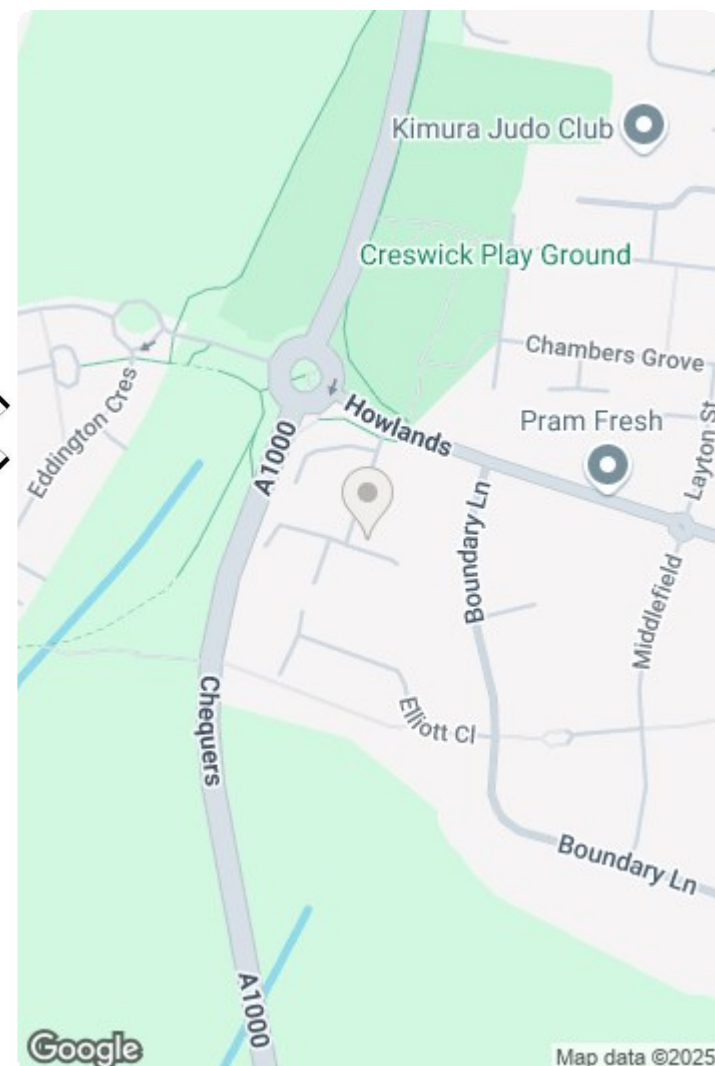 Kimura Judo Club
Creswick Play Ground
Chambers Grove
Eddington Cres
Howlands
Pram Fresh
Layton St
A1000
Boundary Ln
Middlefield
Chequers
Elliott Cl
Boundary Ln
A1000
Google
Map data ©2025